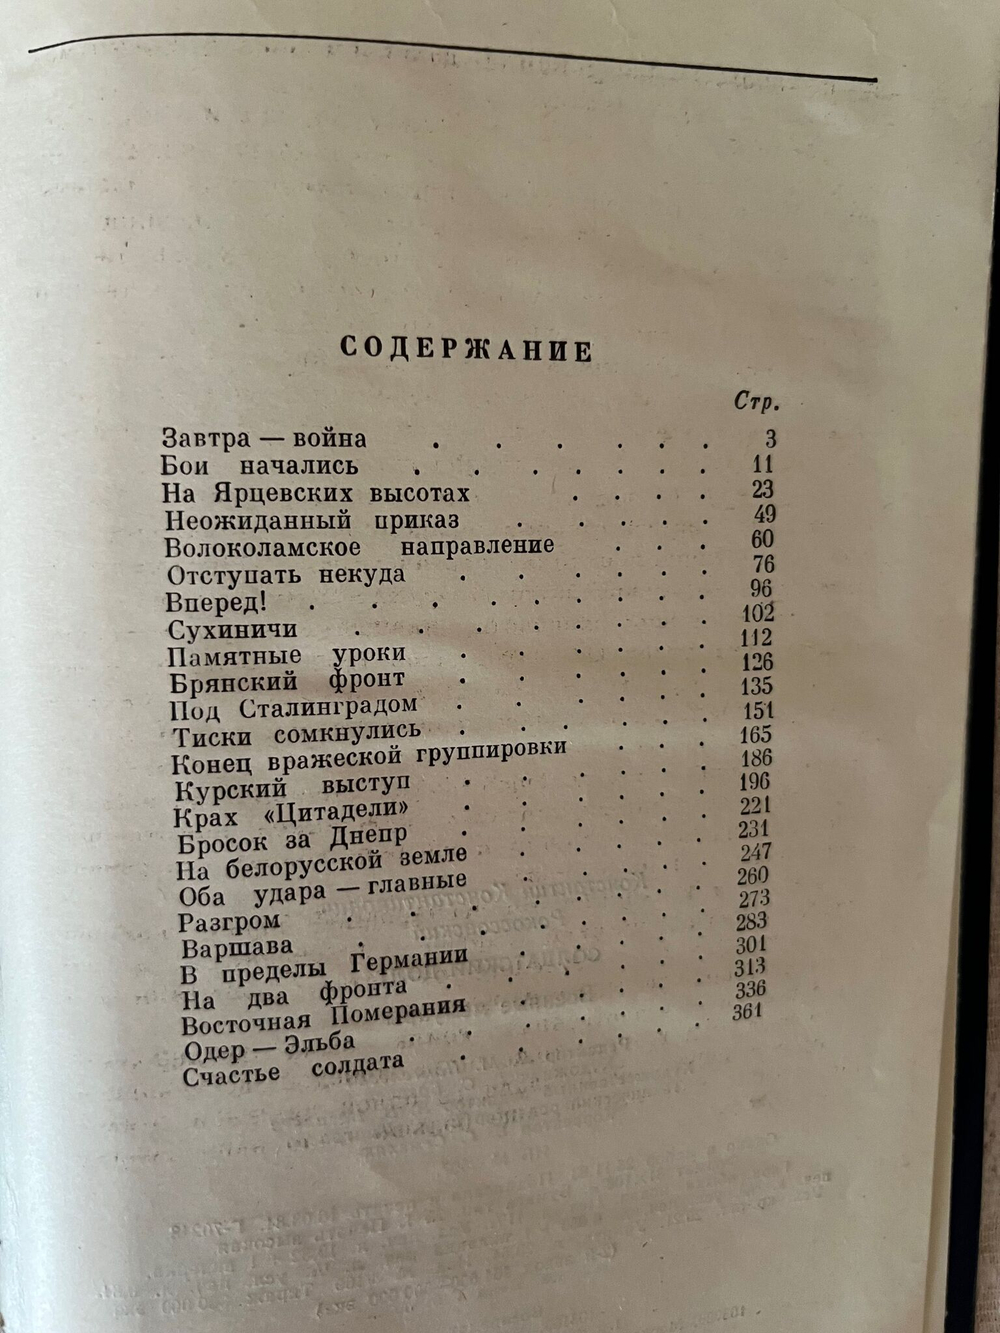 СОДЕРЖАНИЕ
Стр.
Завтра — война . . . . . . 3
Бои начались . . . . . . 11
На Ярцевских высотах . . . . 23
Неожиданный приказ . . . . 49
Волоколамское направление . . . 60
Отступать некуда . . . . . 76
Вперед! . . . . . . . . 96
Сухиничи . . . . . . . 102
Памятные уроки . . . . . 112
Брянский фронт . . . . . 126
Под Сталинградом . . . . . 135
Тиски сомкнулись . . . . . 151
Конец вражеской группировки . . . 165
Курский выступ . . . . . 186
Крах «Цитадели» . . . . . 196
Бросок за Днепр . . . . . 221
На белорусской земле . . . . 231
Оба удара — главные . . . . 247
Разгром . . . . . . 260
Варшава . . . . . . 273
В пределы Германии . . . . 283
На два фронта . . . . . 301
Восточная Померания . . . . 313
Одер — Эльба . . . . . 336
Счастье солдата . . . . . 361